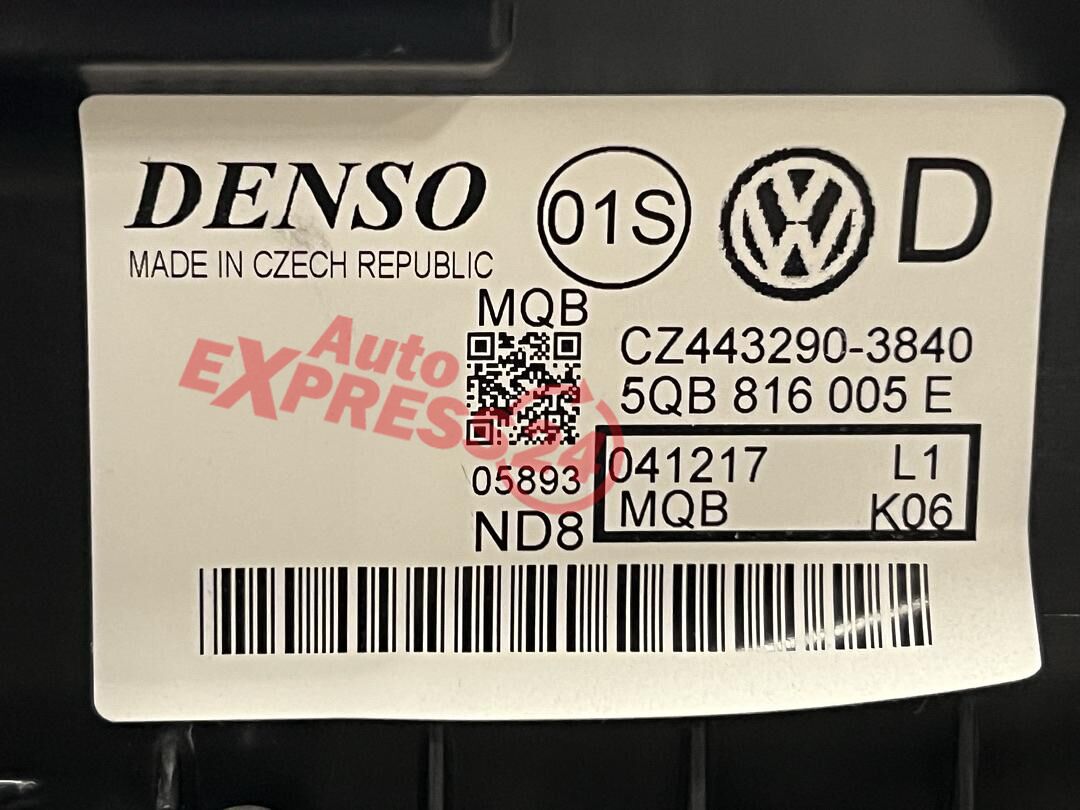 DENSO
01S
D
MADE IN CZECH REPUBLIC
MQB
CZ443290-3840
5QB 816 005 E
Auto
EXPRESS24
05893
ND8
041217 L1
MQB K06